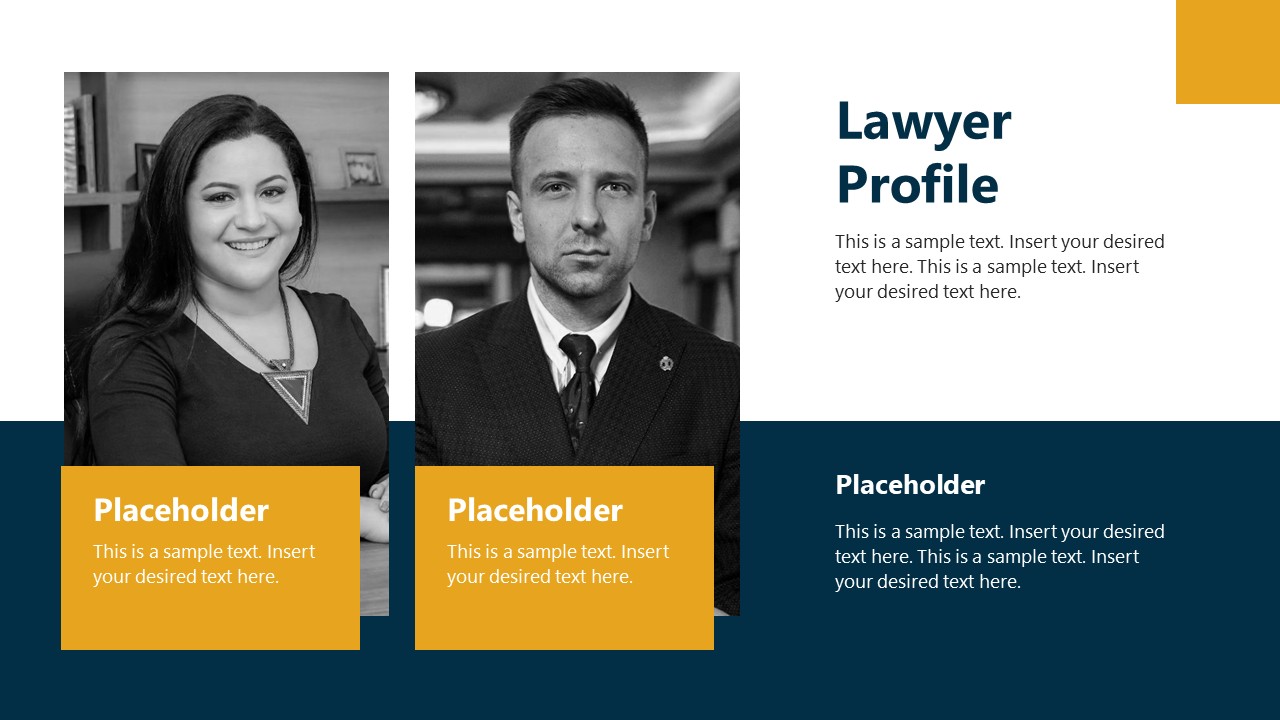 Lawyer
Profile
This is a sample text. Insert your desired
text here. This is a sample text. Insert
your desired text here.
Placeholder
This is a sample text. Insert
your desired text here.
Placeholder
This is a sample text. Insert
your desired text here.
Placeholder
This is a sample text. Insert your desired
text here. This is a sample text. Insert
your desired text here.